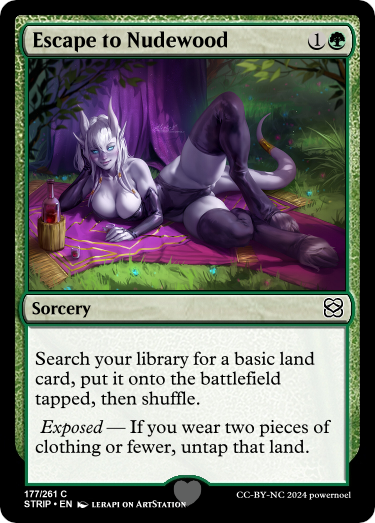 Escape to Nudewood 1
Sorcery
Search your library for a basic land
card, put it onto the battlefield
tapped, then shuffle.
Exposed — If you wear two pieces of
clothing or fewer, untap that land.
177/261 C
STRIP • EN LERAPI ON ARTSTATION
CC-BY-NC 2024 powernoel